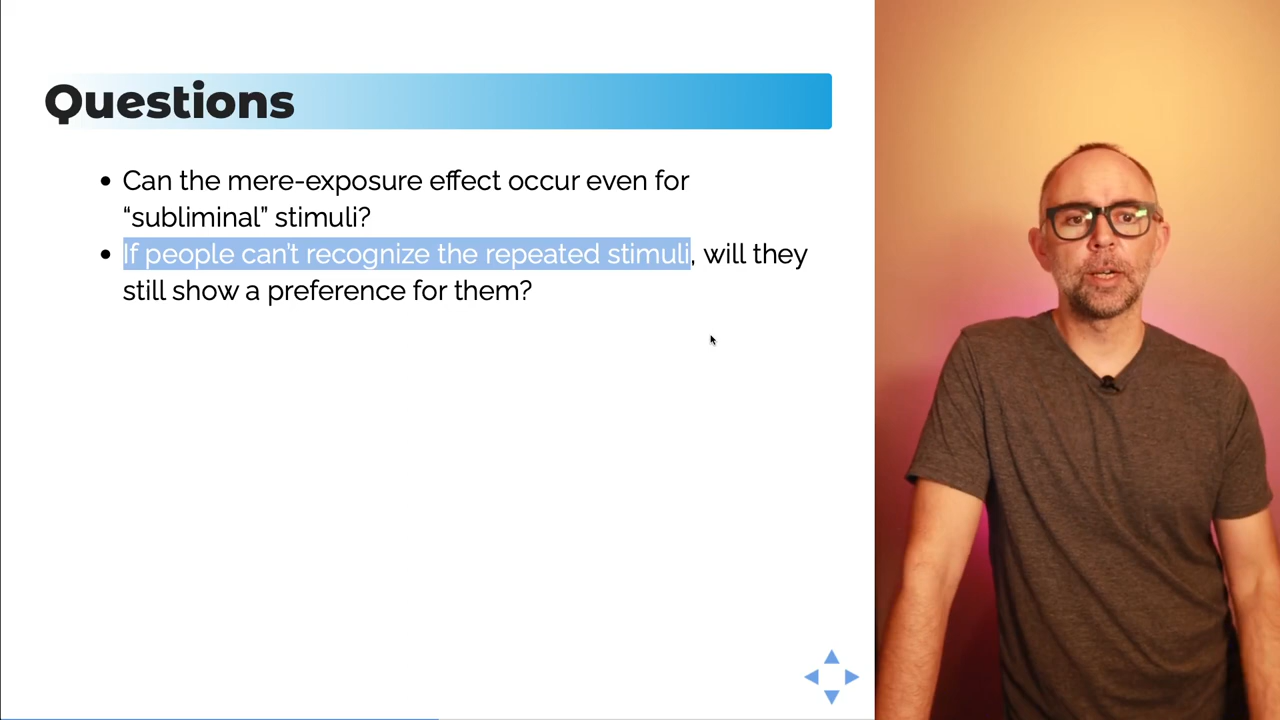 Questions
Can the mere-exposure effect occur even for
“subliminal” stimuli?
If people can't recognize the repeated stimuli, will they
still show a preference for them?